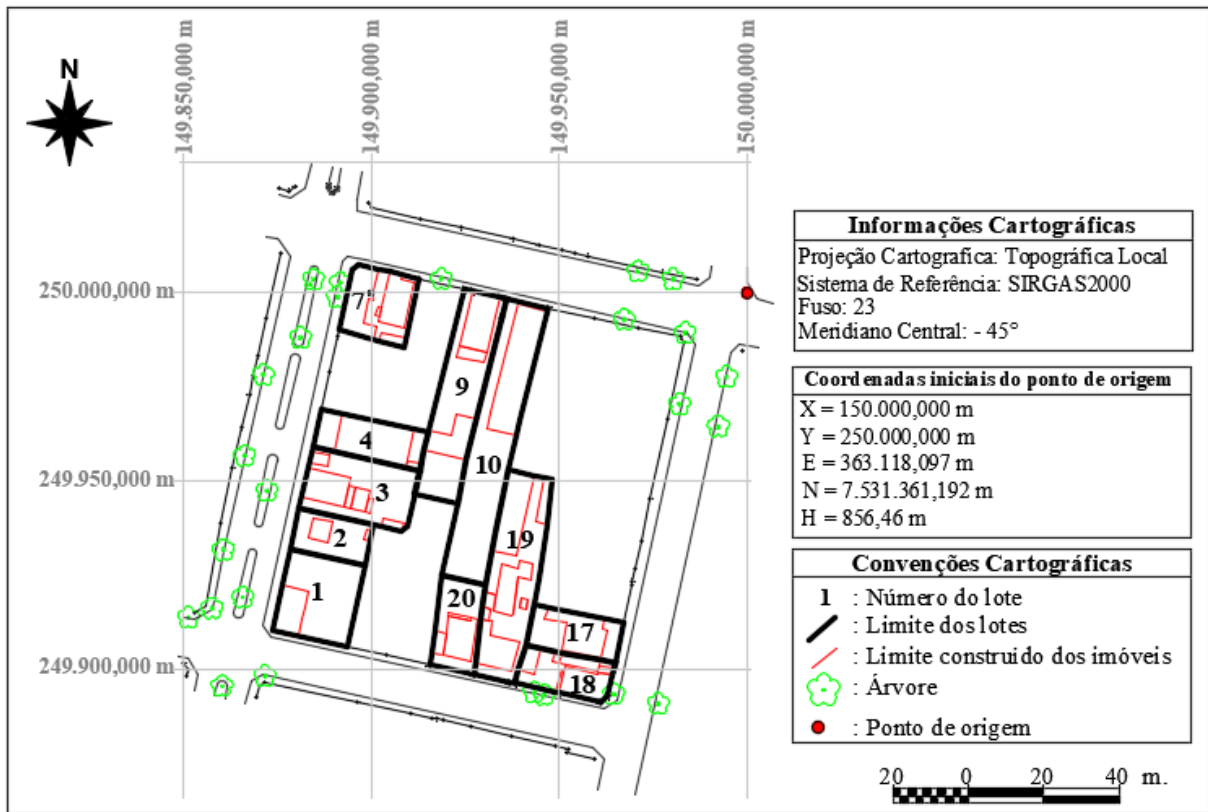 149.850,000 m
149.900,000 m
149.950,000 m
150.000,000 m
N
250.000,000 m
249.950,000 m
249.900,000 m
7
9
4
10
3
2
19
1
20
17
18
Informações Cartográficas
Projeção Cartografica: Topográfica Local
Sistema de Referência: SIRGAS2000
Fuso: 23
Meridiano Central: - 45°
Coordenadas iniciais do ponto de origem
X = 150.000,000 m
Y = 250.000,000 m
E = 363.118,097 m
N = 7.531.361,192 m
H = 856,46 m
Convenções Cartográficas
1 : Número do lote
: Limite dos lotes
: Limite construido dos imóveis
: Árvore
: Ponto de origem
20 0 20 40 m.